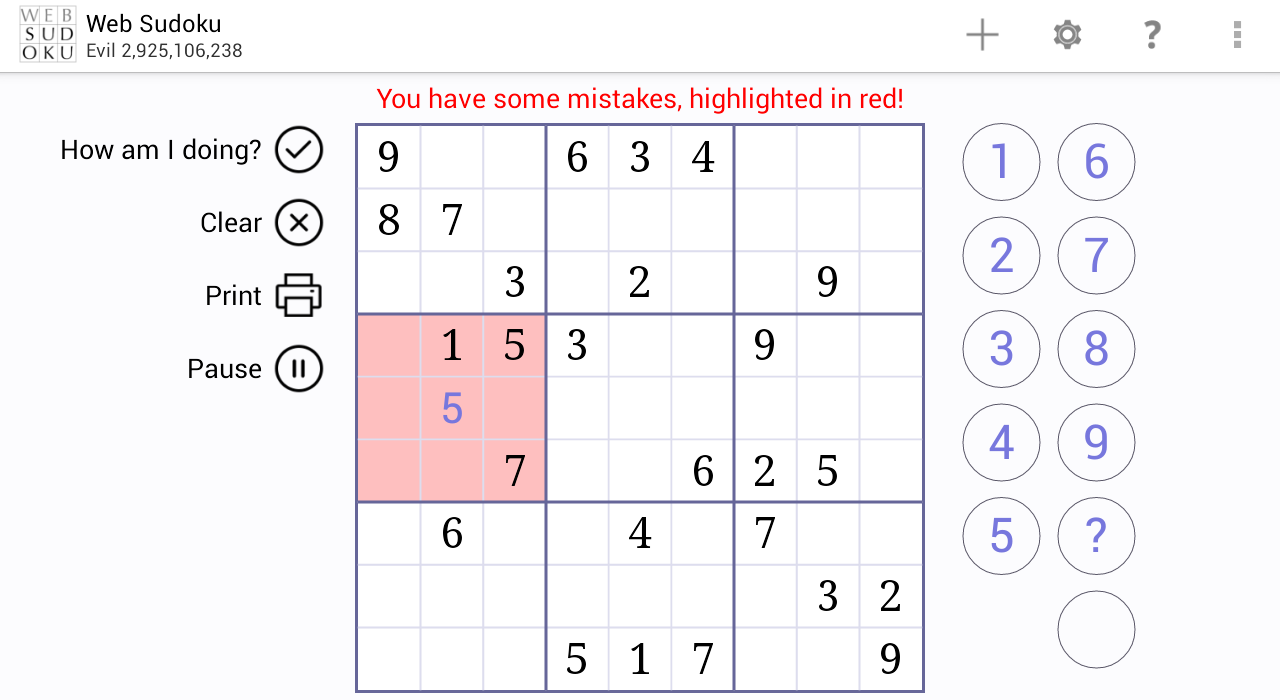 WEB
SUD
OKU
Web Sudoku
Evil 2,925,106,238
?
You have some mistakes, highlighted in red!
How am I doing?
Clear
Print
Pause
9 6 3 4
8 7
3 2 9
1 5 3 9
5
7 6 2 5
6 4 7
3 2
5 1 7 9
1 6
2 7
3 8
4 9
5 ?